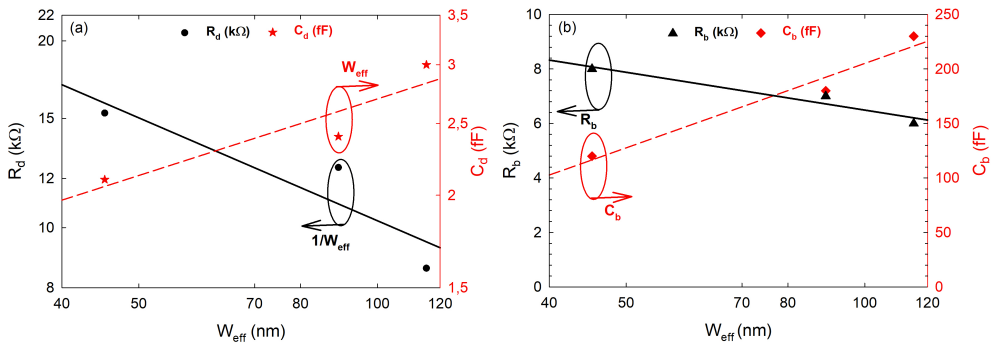 (a)
R_d (kΩ)
C_d (fF)
22
20
15
12
10
8
R_d (kΩ)
3,5
3
2,5
2
1,5
C_d (fF)
W_eff
1/W_eff
40
50
70
80
100
120
W_eff (nm)
(b)
R_b (kΩ)
C_b (fF)
10
8
6
4
2
0
R_b (kΩ)
250
200
150
100
50
0
C_b (fF)
R_b
C_b
40
50
70
80
100
120
W_eff (nm)